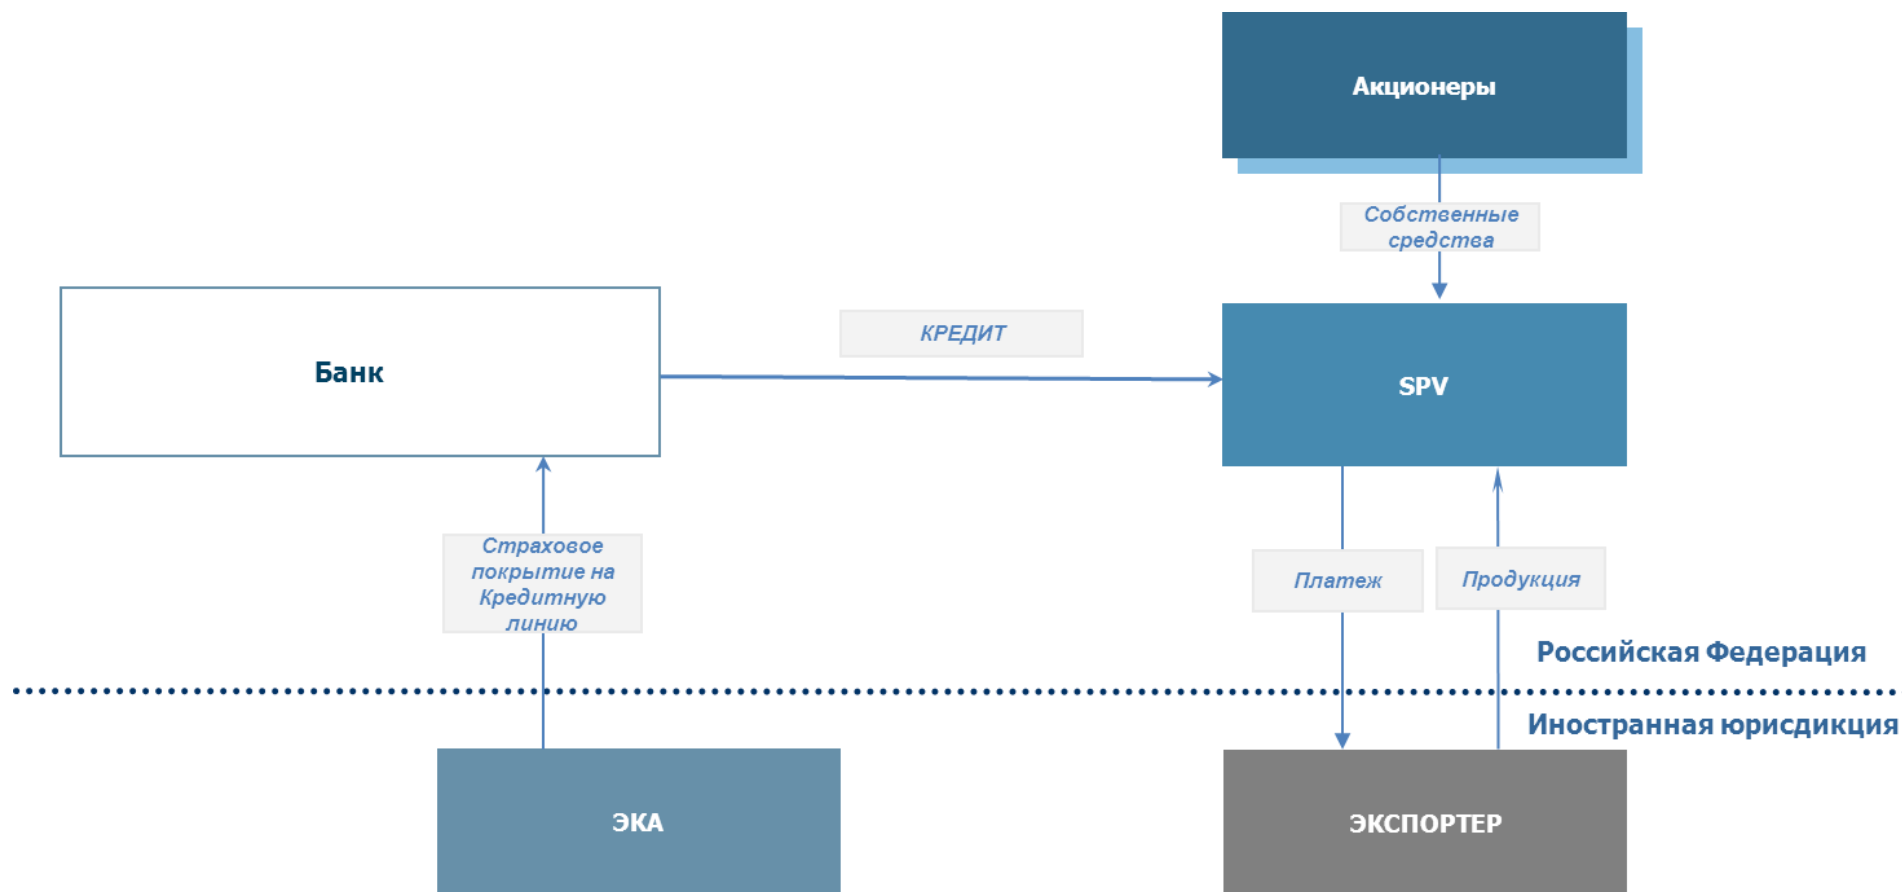 Акционеры
Собственные
средства
КРЕДИТ
Банк
SPV
Страховое
покрытие на
Кредитную
линию
Платеж
Продукция
Российская Федерация
Иностранная юрисдикция
ЭКА
ЭКСПОРТЕР